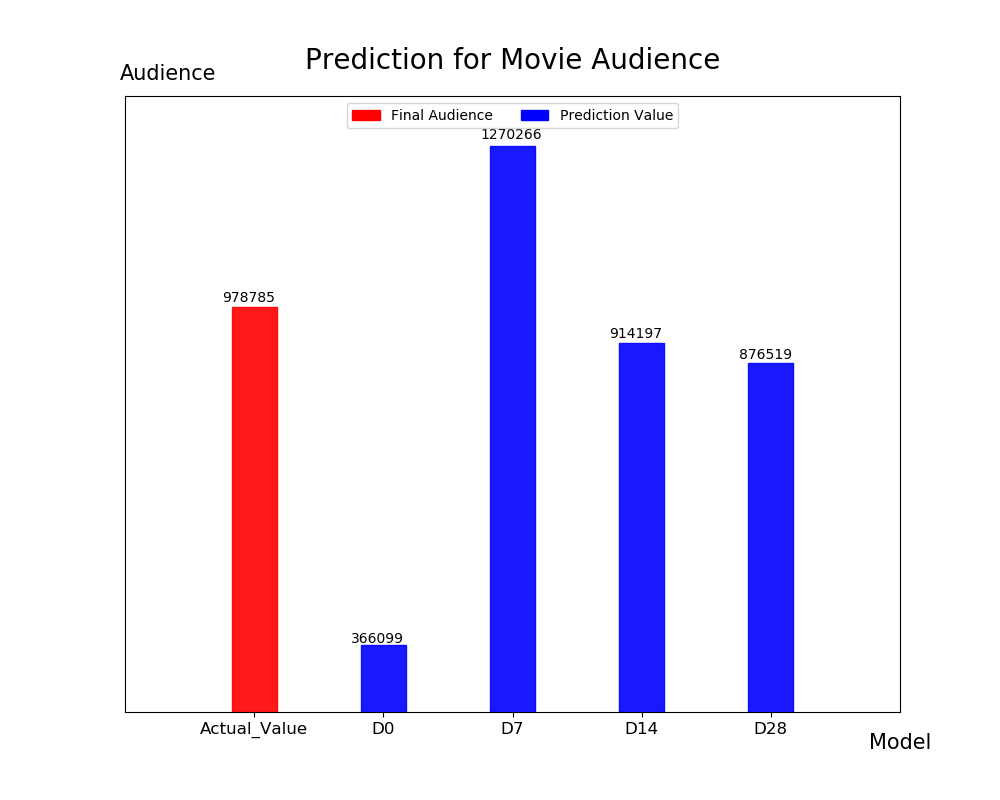 Prediction for Movie Audience
Audience
Final Audience Prediction Value
1270266
978785
914197
876519
366099
Actual_Value D0 D7 D14 D28
Model